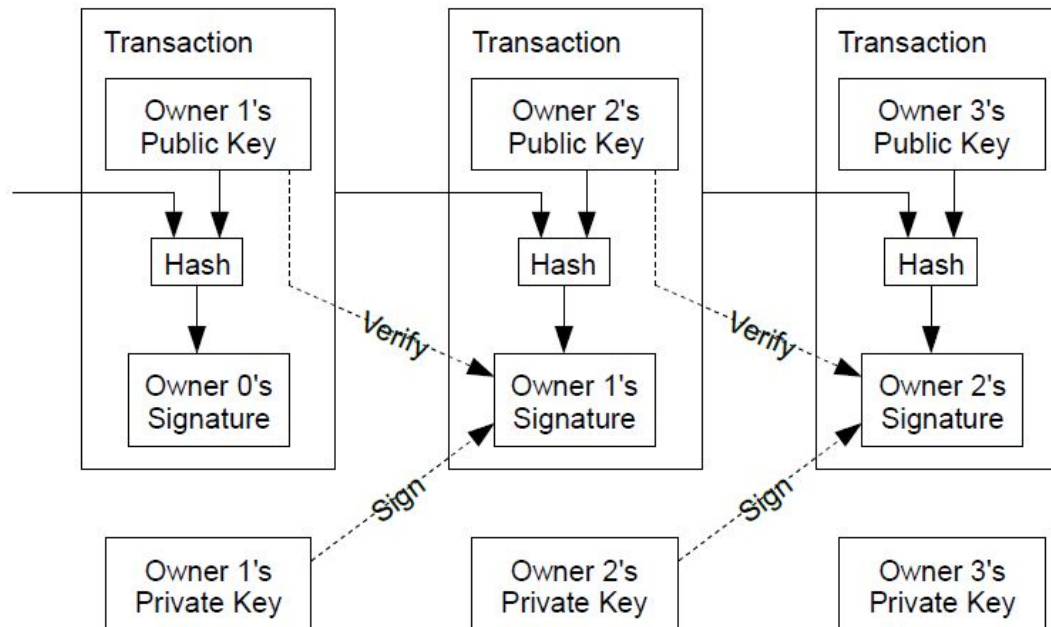 Transaction
Owner 1's
Public Key
Hash
Verify
Owner 0's
Signature
Sign
Owner 1's
Private Key
Transaction
Owner 2's
Public Key
Hash
Verify
Owner 1's
Signature
Sign
Owner 2's
Private Key
Transaction
Owner 3's
Public Key
Hash
Owner 2's
Signature
Owner 3's
Private Key